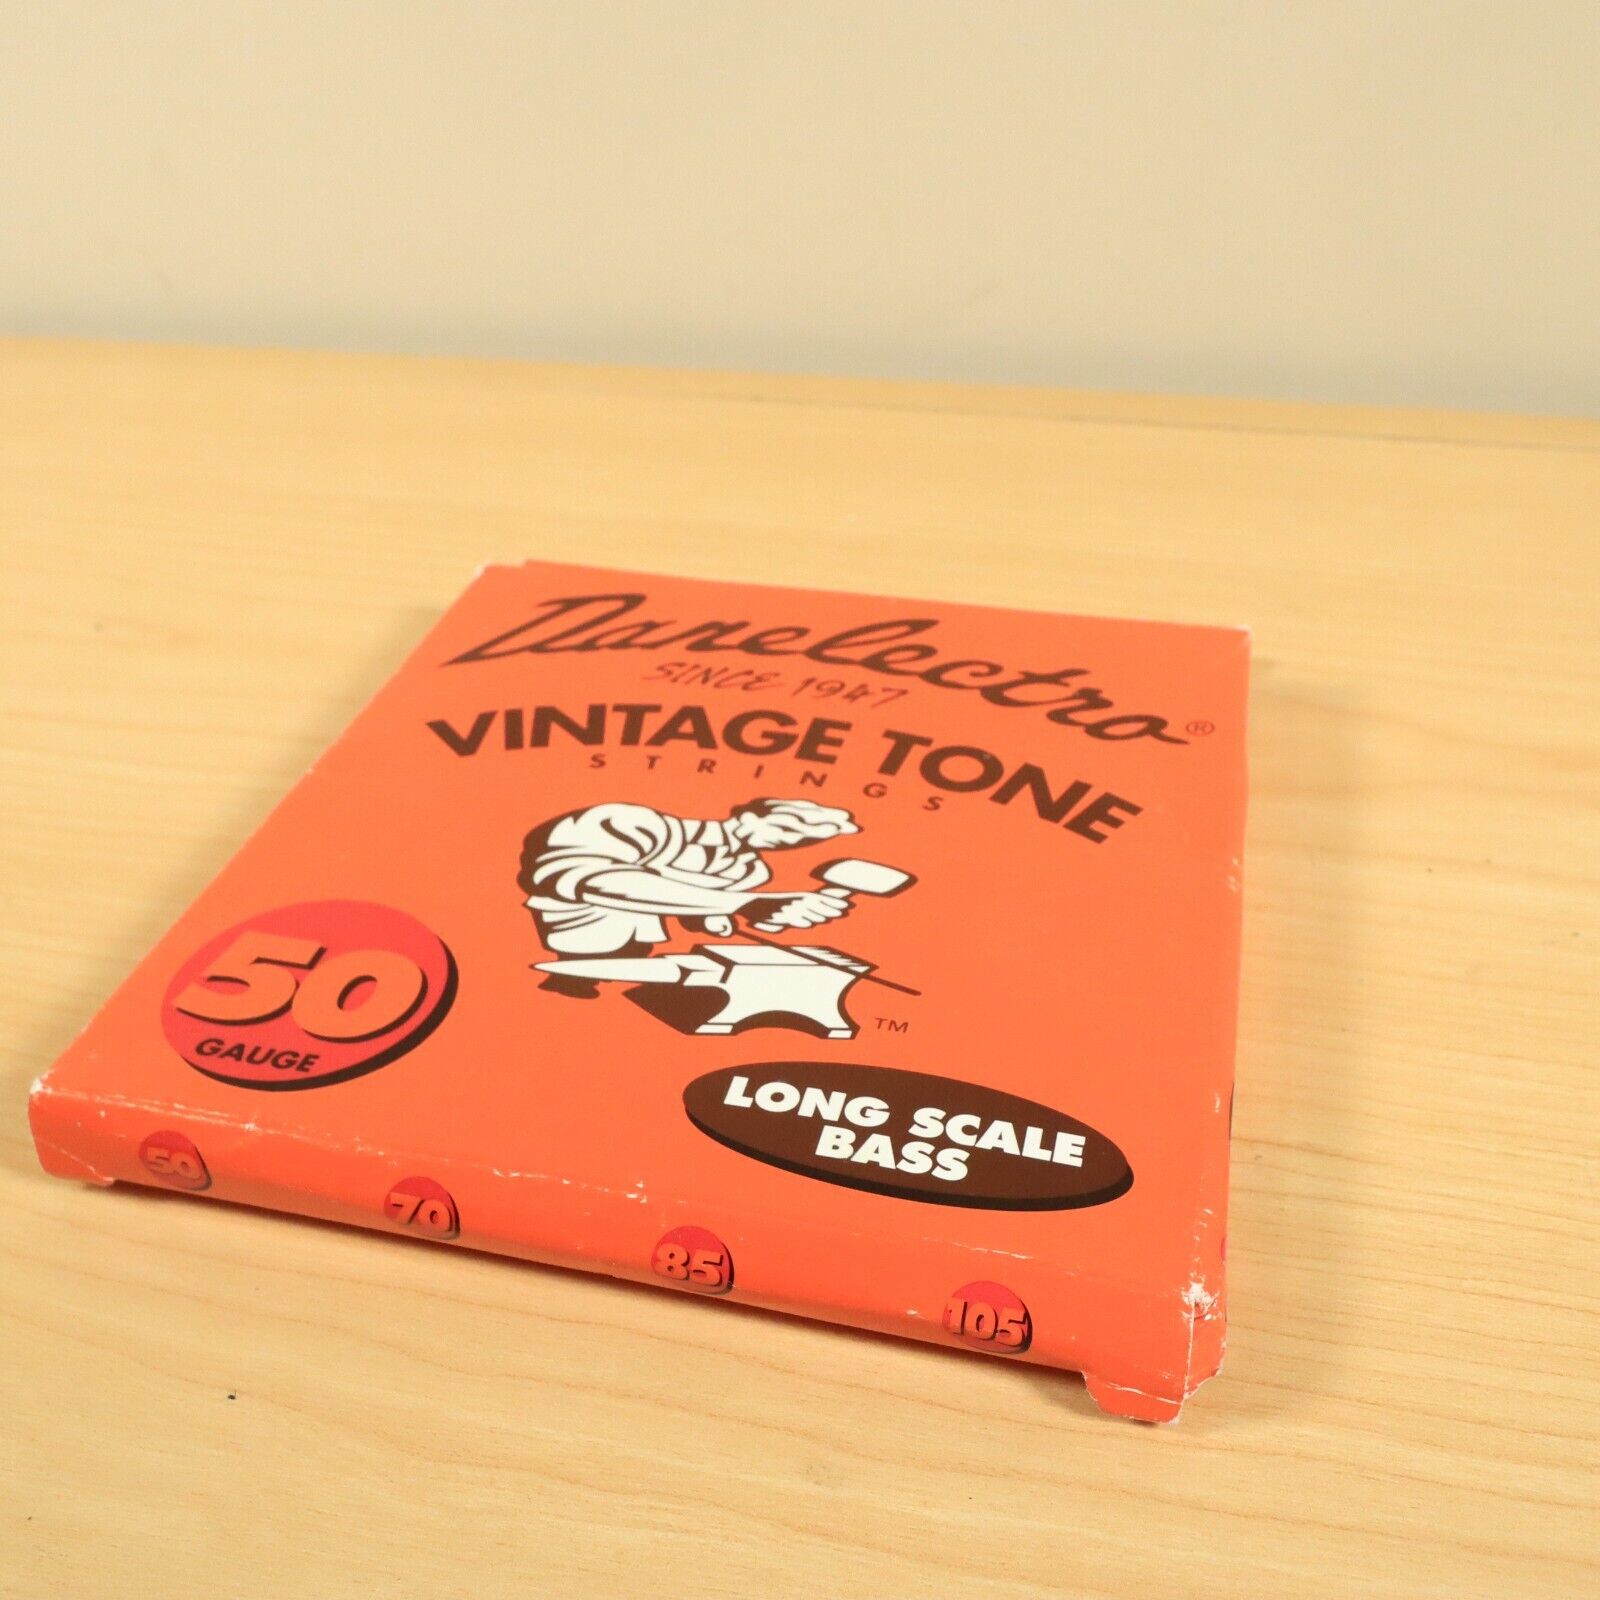 Danelectro®
SINCE 1947
VINTAGE TONE
STRINGS
50
GAUGE
TM
LONG SCALE
BASS
50
70
85
105